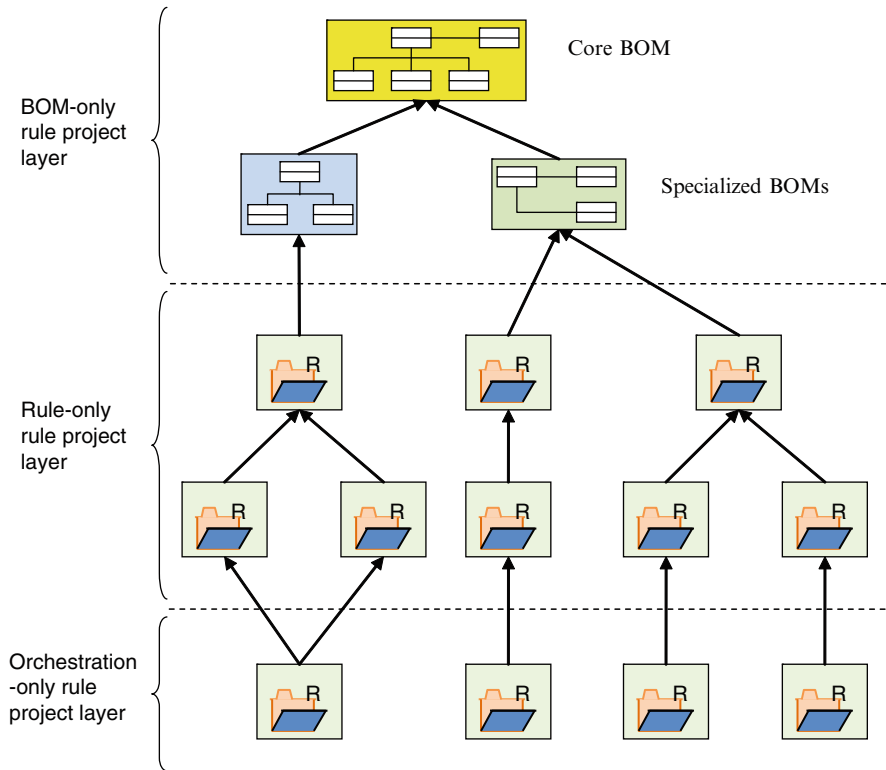 Core BOM
BOM-only
rule project
layer
Specialized BOMs
R
R
R
Rule-only
rule project
layer
R
R
R
R
R
Orchestration
-only rule
project layer
R
R
R
R